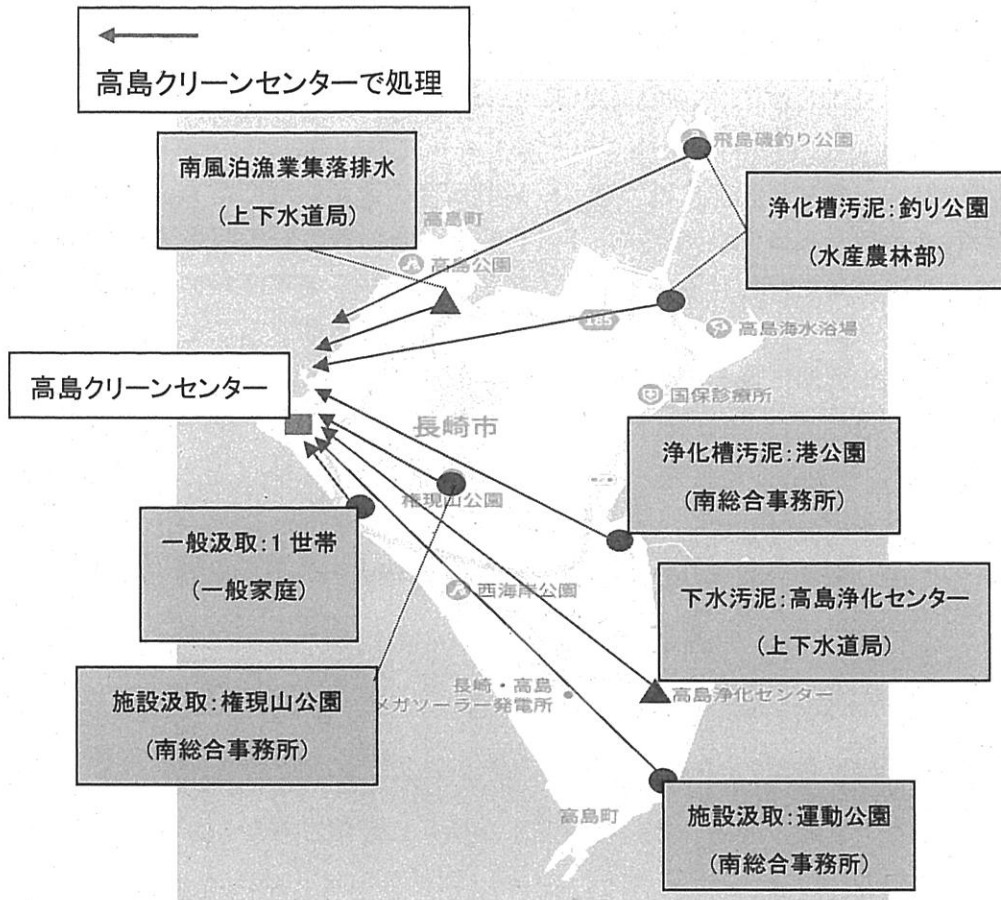 高島クリーンセンターで処理
南風泊漁業集落排水
(上下水道局)
飛島磯釣り公園
浄化槽汚泥:釣り公園
(水産農林部)
高島町
高島公園
185
高島海水浴場
高島クリーンセンター
国保診療所
長崎市
浄化槽汚泥:港公園
(南総合事務所)
権現山公園
一般汲取:1世帯
(一般家庭)
西海岸公園
下水汚泥:高島浄化センター
(上下水道局)
施設汲取:権現山公園
(南総合事務所)
長崎・高島
メガソーラー発電所
高島浄化センター
高島町
施設汲取:運動公園
(南総合事務所)